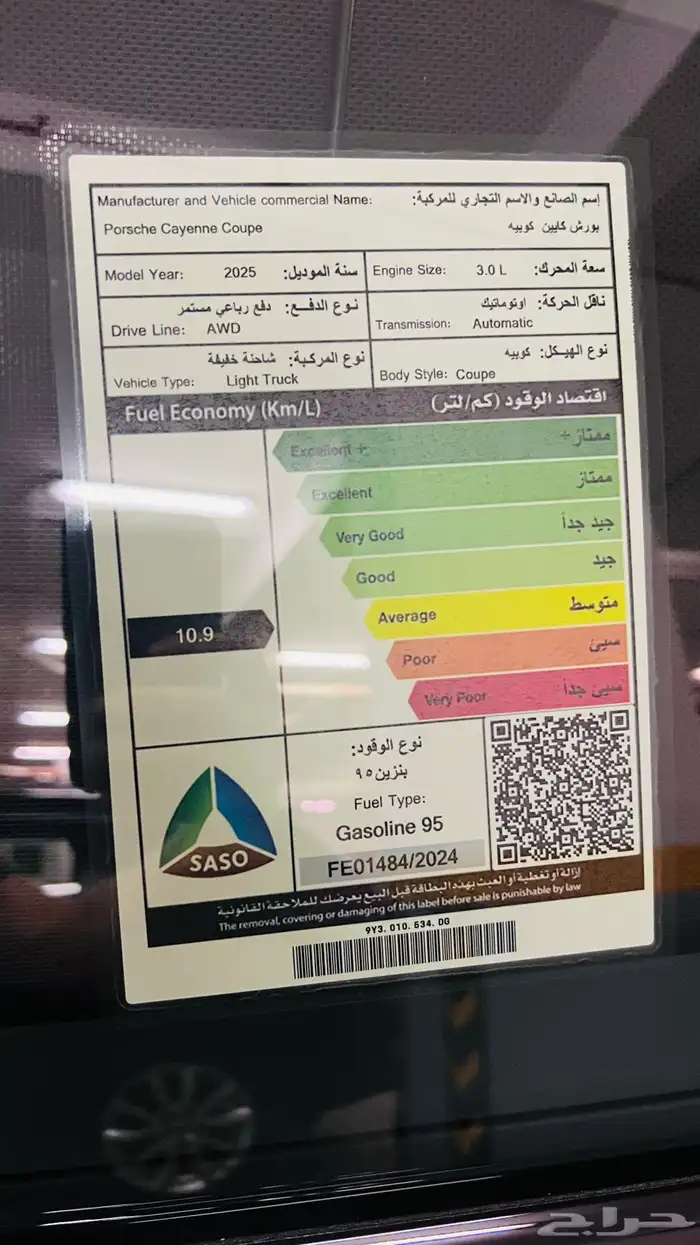 Manufacturer and Vehicle commercial Name: إسم الصانع والاسم التجاري للمركبة:
Porsche Cayenne Coupe بورش كايين كوبيه
Model Year: 2025 سنة الموديل: Engine Size: 3.0 L سعة المحرك:
نوع الدفع: دفع رباعي مستمر
Drive Line: AWD
ناقل الحركة: اوتوماتيك
Transmission: Automatic
نوع المركبة: شاحنة خفيفة
Vehicle Type: Light Truck
نوع الهيكل: كوبيه
Body Style: Coupe
Fuel Economy (Km/L) اقتصاد الوقود (كم/لتر)
Excellent + ممتاز+
Excellent ممتاز
Very Good جيد جداً
Good جيد
Average متوسط
10.9
Poor سيئ
Very Poor سيئ جداً
نوع الوقود:
بنزين ٩٥
Fuel Type:
Gasoline 95
FE01484/2024
SASO
إزالة أو تغطية أو العبث بهذه البطاقة قبل البيع يعرضك للملاحقة القانونية
The removal, covering or damaging of this label before sale is punishable by law
9Y3. 010. 534. DG
حراج